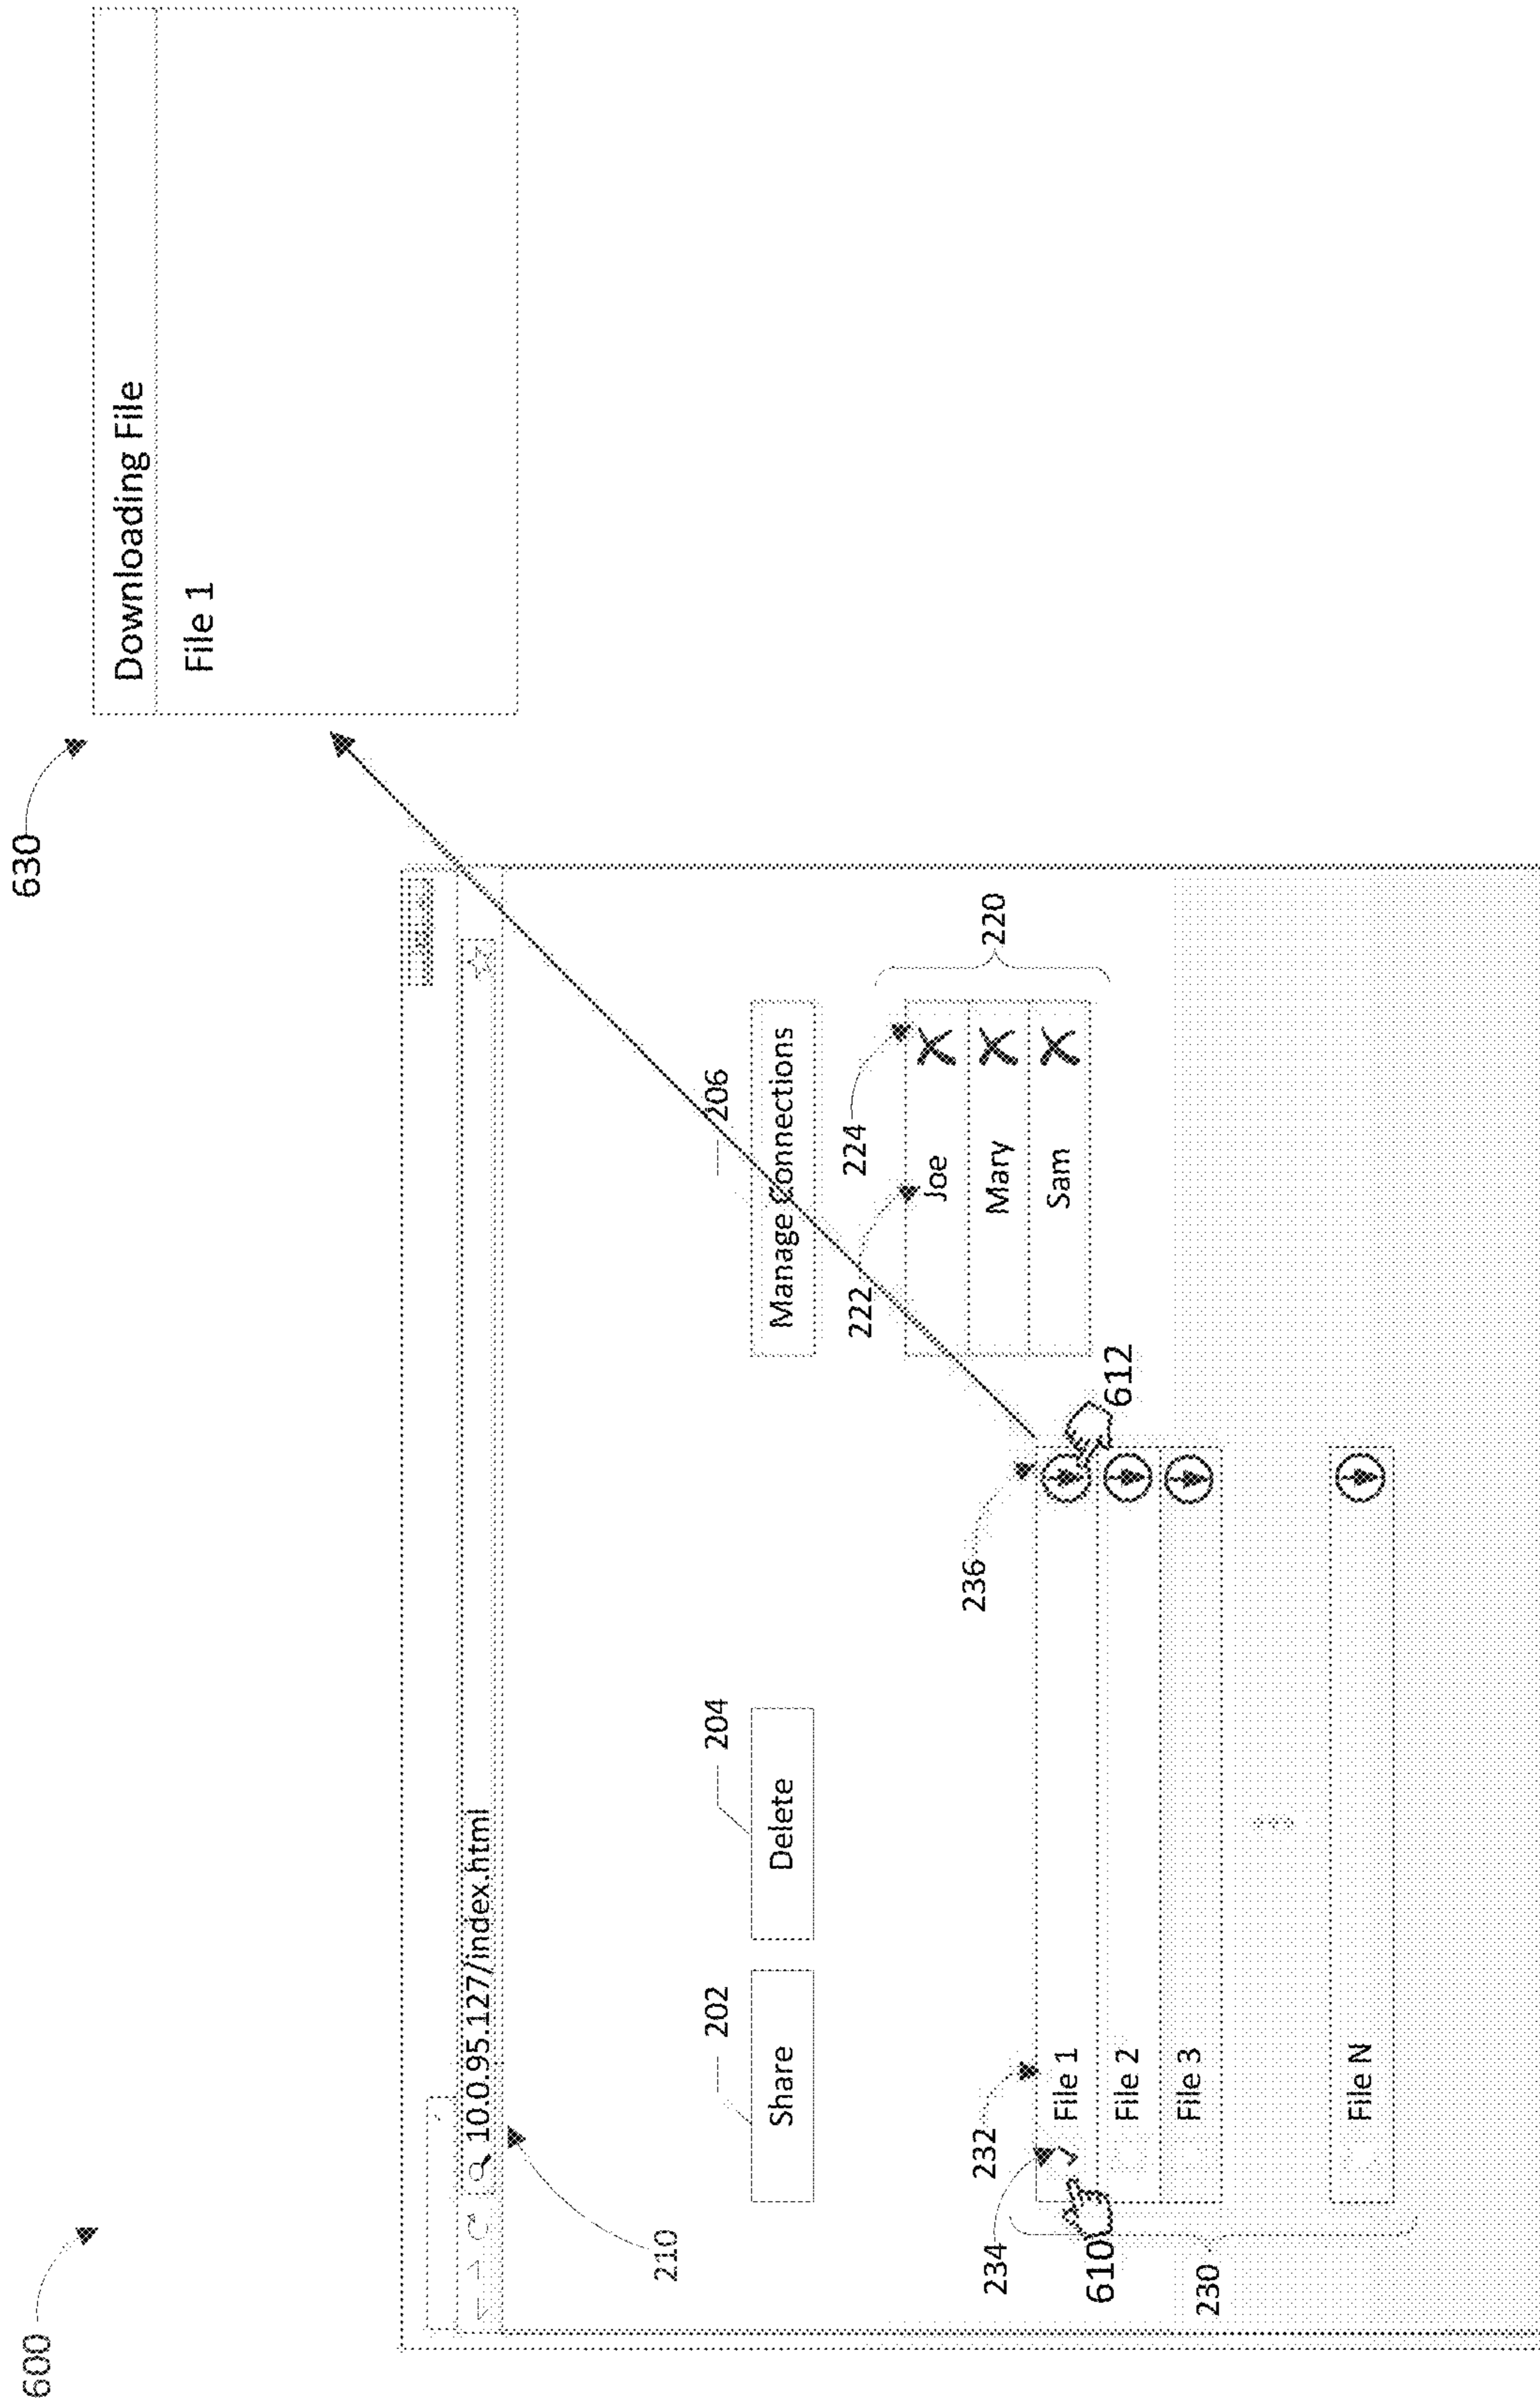 600
630
Downloading File
File 1
10.0.95.127/index.html
210
202
204
206
Share
Delete
Manage Connections
222
224
Joe
Mary
Sam
220
232
234
236
File 1
File 2
File 3
File N
610
612
230